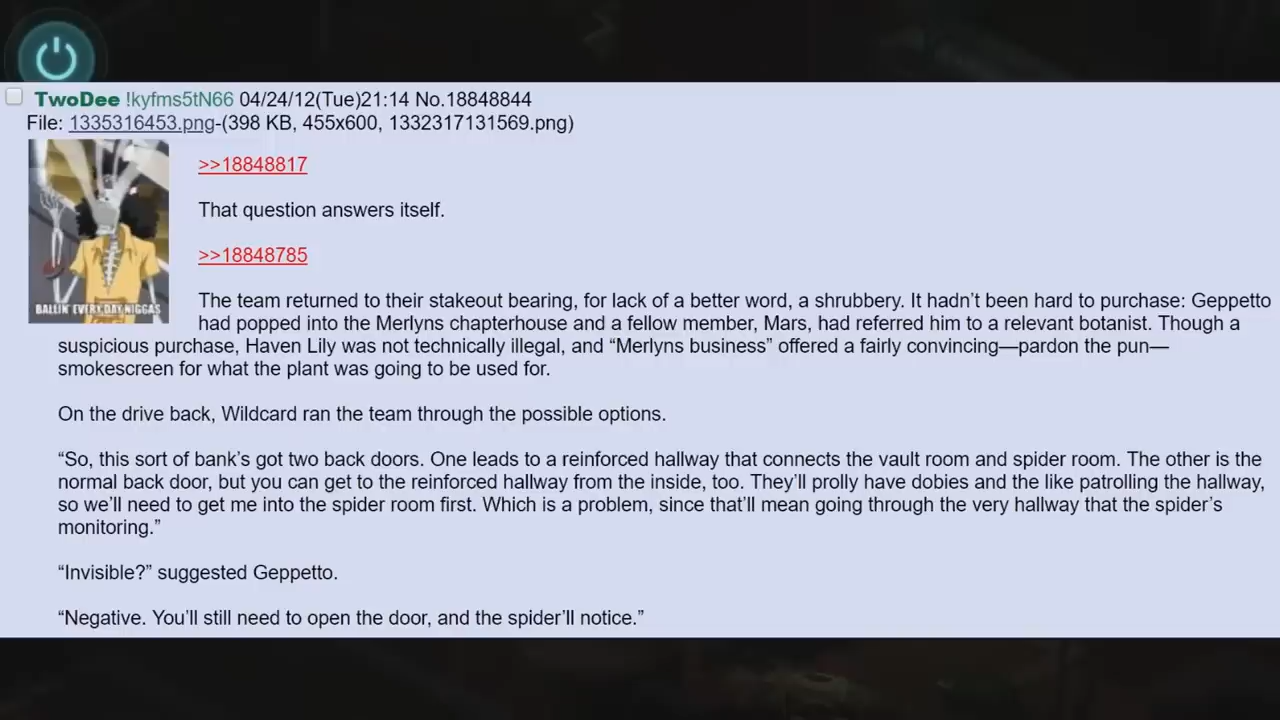 TwoDee !kyfms5tN66 04/24/12(Tue)21:14 No.18848844
File: 1335316453.png-(398 KB, 455x600, 1332317131569.png)
>>18848817
That question answers itself.
>>18848785
BALLIN' EVERY DAY NIGGAS
The team returned to their stakeout bearing, for lack of a better word, a shrubbery. It hadn’t been hard to purchase: Geppetto
had popped into the Merlyns chapterhouse and a fellow member, Mars, had referred him to a relevant botanist. Though a
suspicious purchase, Haven Lily was not technically illegal, and “Merlyns business” offered a fairly convincing—pardon the pun—
smokescreen for what the plant was going to be used for.
On the drive back, Wildcard ran the team through the possible options.
“So, this sort of bank’s got two back doors. One leads to a reinforced hallway that connects the vault room and spider room. The other is the
normal back door, but you can get to the reinforced hallway from the inside, too. They’ll prolly have dobies and the like patrolling the hallway,
so we’ll need to get me into the spider room first. Which is a problem, since that’ll mean going through the very hallway that the spider’s
monitoring.”
“Invisible?” suggested Geppetto.
“Negative. You’ll still need to open the door, and the spider’ll notice.”